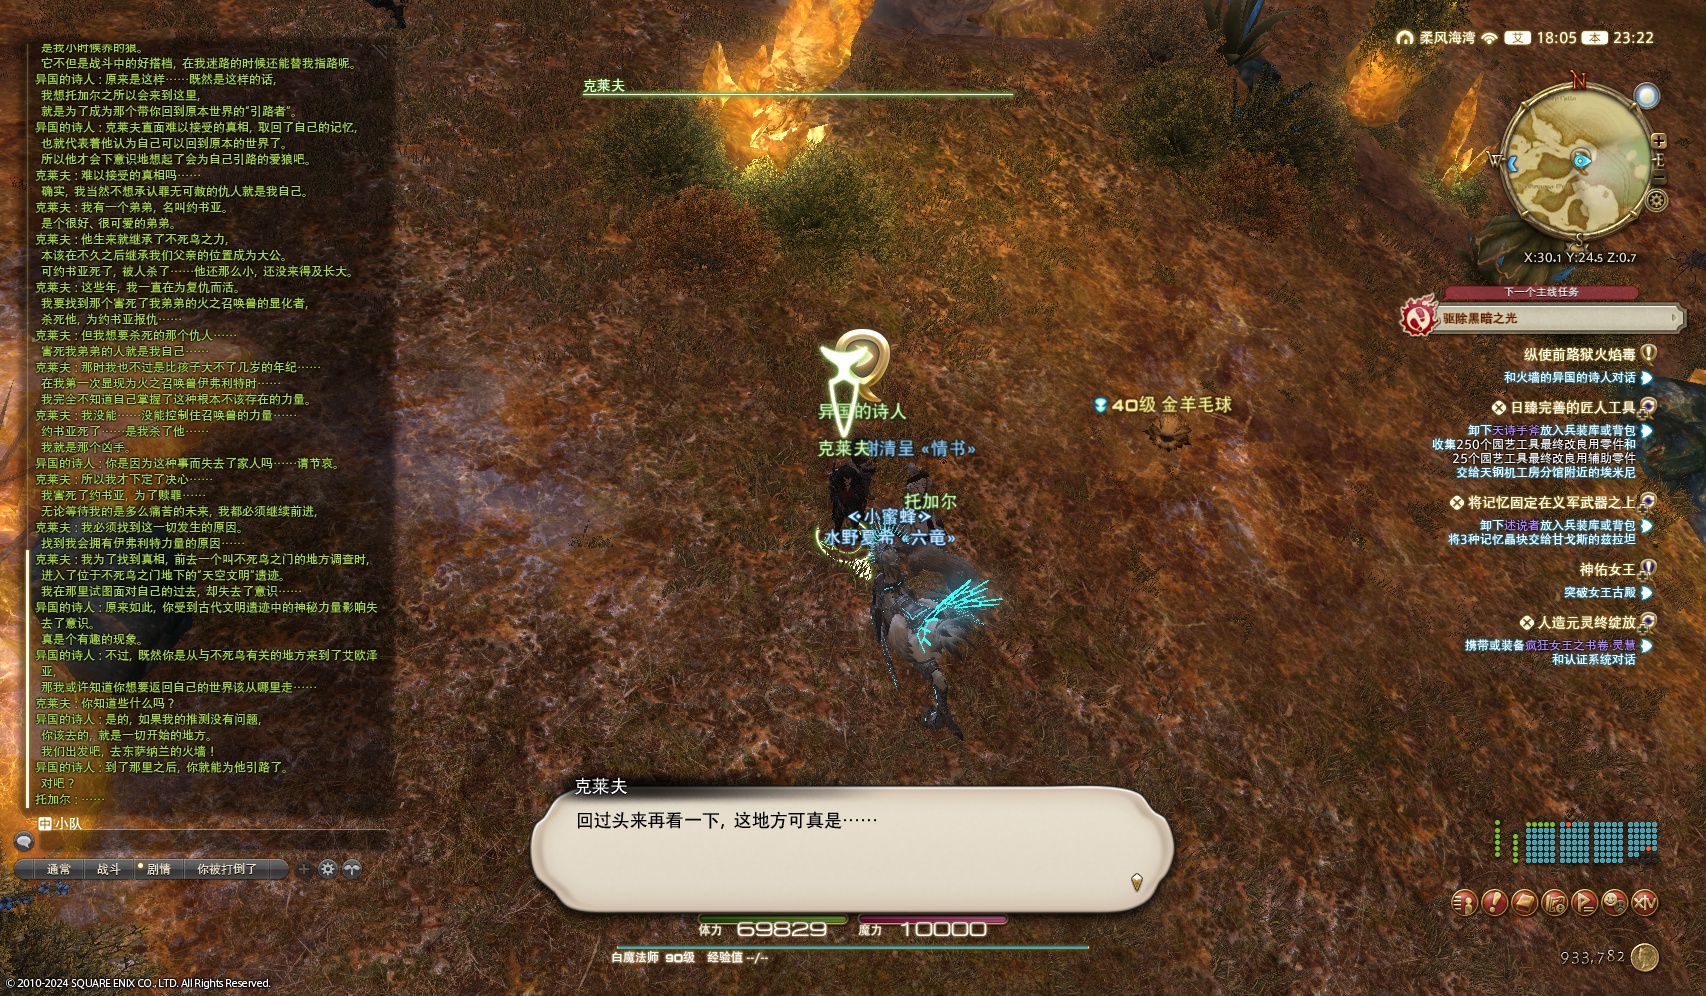 是我小时候养的狼。
它不但是战斗中的好搭档, 在我迷路的时候还能替我指路呢。
异国的诗人 : 原来是这样……既然是这样的话,
我想托加尔之所以会来到这里,
就是为了成为那个带你回到原本世界的“引路者”。
异国的诗人 : 克莱夫直面难以接受的真相, 取回了自己的记忆,
也就代表着他认为自己可以回到原本的世界了。
所以他才会下意识地想起了会为自己引路的爱狼吧。
克莱夫 : 难以接受的真相吗……
确实, 我当然不想承认罪无可赦的仇人就是我自己。
克莱夫 : 我有一个弟弟, 名叫约书亚。
是个很好、很可爱的弟弟。
克莱夫 : 他生来就继承了不死鸟之力,
本该在不久之后继承我们父亲的位置成为大公。
可约书亚死了, 被人杀了……他还那么小, 还没来得及长大。
克莱夫 : 这些年, 我一直在为复仇而活。
我要找到那个害死了我弟弟的火之召唤兽的显化者,
杀死他, 为约书亚报仇……
克莱夫 : 但我想要杀死的那个仇人……
害死我弟弟的人就是我自己……
克莱夫 : 那时我也不过是比孩子大不了几岁的年纪……
在我第一次显现为火之召唤兽伊弗利特时……
我完全不知道自己掌握了这种根本不该存在的力量。
克莱夫 : 我没能……没能控制住召唤兽的力量……
约书亚死了……是我杀了他……
我就是那个凶手。
异国的诗人 : 你是因为这种事而失去了家人吗……请节哀。
克莱夫 : 所以我才下定了决心……
我害死了约书亚, 为了赎罪……
无论等待我的是多么痛苦的未来, 我都必须继续前进,
克莱夫 : 我必须找到这一切发生的原因。
找到我会拥有伊弗利特力量的原因……
克莱夫 : 我为了找到真相, 前去一个叫不死鸟之门的地方调查时,
进入了位于不死鸟之门地下的“天空文明”遗迹。
我在那里试图面对自己的过去, 却失去了意识……
异国的诗人 : 原来如此, 你受到古代文明遗迹中的神秘力量影响失
去了意识。
真是个有趣的现象。
异国的诗人 : 不过, 既然你是从与不死鸟有关的地方来到了艾欧泽
亚,
那我或许知道你想要返回自己的世界该从哪里走……
克莱夫 : 你知道些什么吗?
异国的诗人 : 是的, 如果我的推测没有问题,
你该去的, 就是一切开始的地方。
我们出发吧, 去东萨纳兰的火墙!
异国的诗人 : 到了那里之后, 你就能为他引路了。
对吧?
托加尔 : ……
中 小队
通常 战斗 剧情 你被打倒了
© 2010-2024 SQUARE ENIX CO., LTD. All Rights Reserved.
克莱夫
异国的诗人
克莱夫 谢清呈 «情书»
托加尔
小蜜蜂
水野夏希 «六竜»
40级 金羊毛球
克莱夫
回过头来再看一下, 这地方可真是……
体力 69829 魔力 10000
白魔法师 90级 经验值 --/--
柔风海湾 艾 18:05 本 23:22
N
W
E
S
X:30.1 Y:24.5 Z:0.7
下一个主线任务
驱除黑暗之光
纵使前路狱火焰毒
和火墙的异国的诗人对话
日臻完善的匠人工具
卸下天诗手斧放入兵装库或背包
收集250个园艺工具最终改良用零件和
25个园艺工具最终改良用辅助零件
交给天钢机工房分馆附近的埃米尼
将记忆固定在义军武器之上
卸下述说者放入兵装库或背包
将3种记忆晶块交给甘戈斯的兹拉坦
神佑女王
突破女王古殿
人造元灵终绽放
携带或装备疯狂女王之书卷·灵慧
和认证系统对话
XIV
933,782